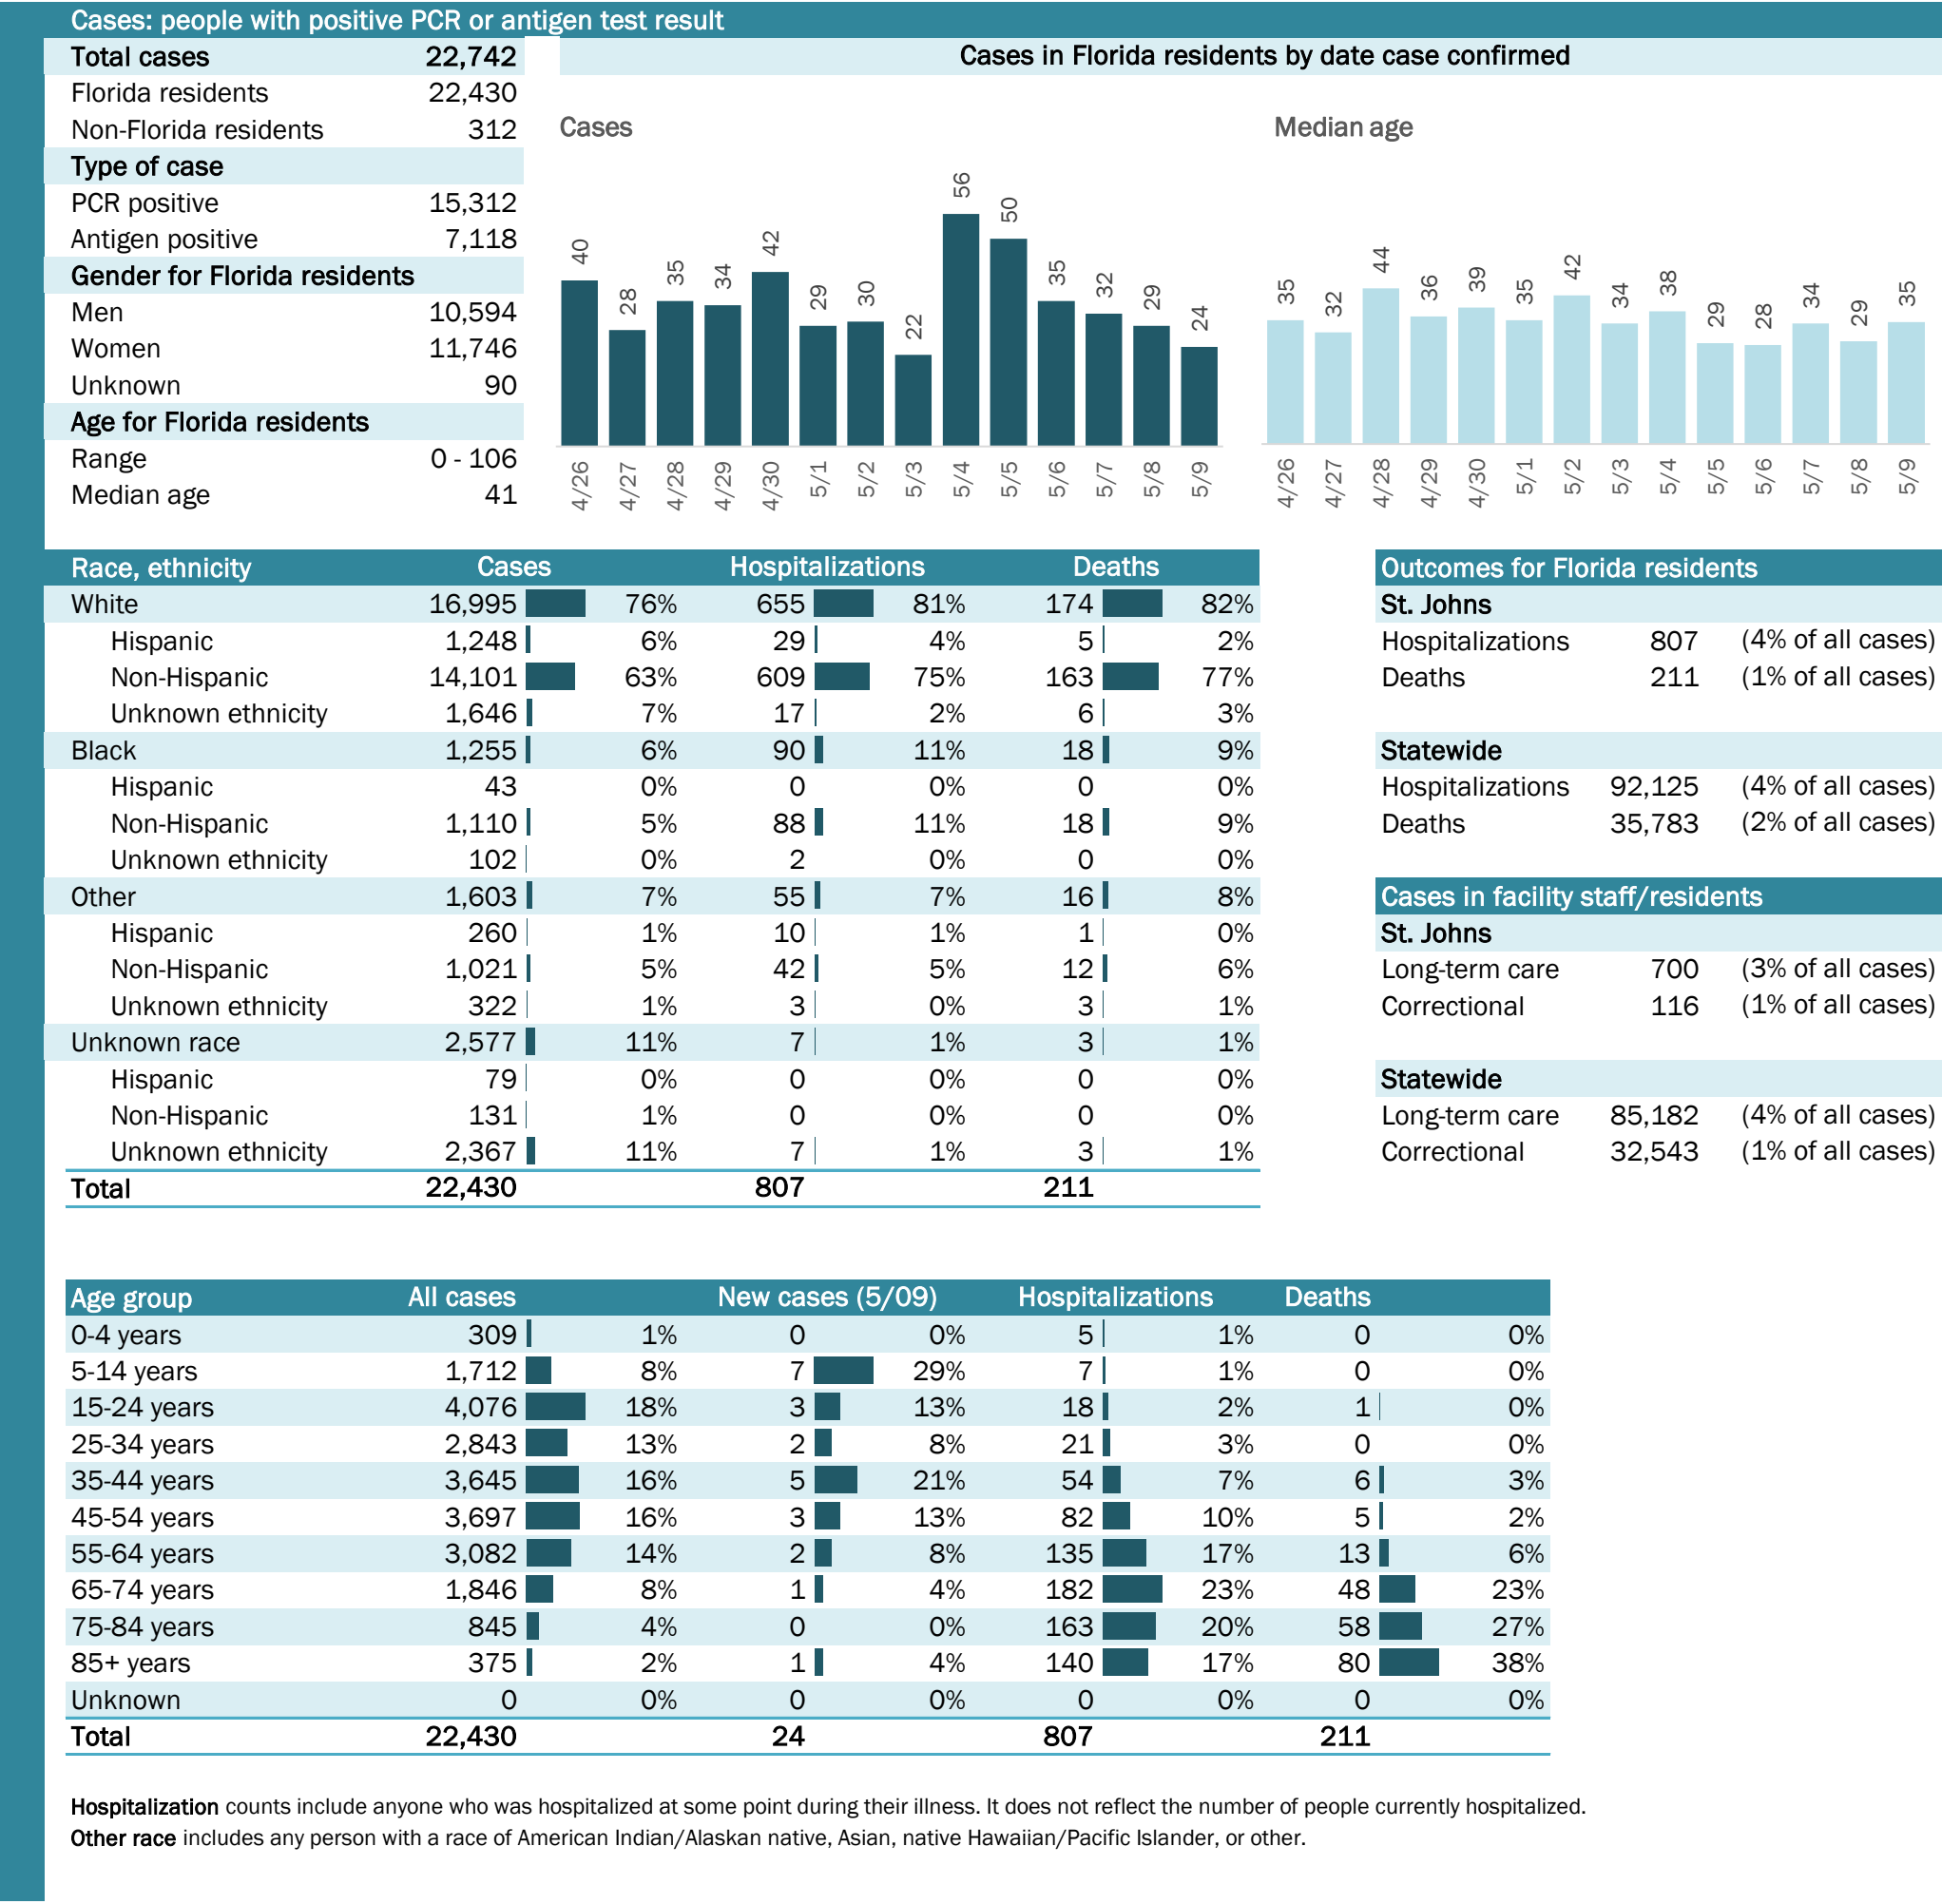 Cases: people with positive PCR or antigen test result
Total cases 22,742
Florida residents 22,430
Non-Florida residents 312
Type of case
PCR positive 15,312
Antigen positive 7,118
Gender for Florida residents
Men 10,594
Women 11,746
Unknown 90
Age for Florida residents
Range 0 - 106
Median age 41
Cases in Florida residents by date case confirmed
Cases
40 28 35 34 42 29 30 22 56 50 35 32 29 24
4/26 4/27 4/28 4/29 4/30 5/1 5/2 5/3 5/4 5/5 5/6 5/7 5/8 5/9
Median age
35 32 44 36 39 35 42 34 38 29 28 34 29 35
4/26 4/27 4/28 4/29 4/30 5/1 5/2 5/3 5/4 5/5 5/6 5/7 5/8 5/9
Race, ethnicity Cases Hospitalizations Deaths
White 16,995 76% 655 81% 174 82%
Hispanic 1,248 6% 29 4% 5 2%
Non-Hispanic 14,101 63% 609 75% 163 77%
Unknown ethnicity 1,646 7% 17 2% 6 3%
Black 1,255 6% 90 11% 18 9%
Hispanic 43 0% 0 0% 0 0%
Non-Hispanic 1,110 5% 88 11% 18 9%
Unknown ethnicity 102 0% 2 0% 0 0%
Other 1,603 7% 55 7% 16 8%
Hispanic 260 1% 10 1% 1 0%
Non-Hispanic 1,021 5% 42 5% 12 6%
Unknown ethnicity 322 1% 3 0% 3 1%
Unknown race 2,577 11% 7 1% 3 1%
Hispanic 79 0% 0 0% 0 0%
Non-Hispanic 131 1% 0 0% 0 0%
Unknown ethnicity 2,367 11% 7 1% 3 1%
Total 22,430 807 211
Outcomes for Florida residents
St. Johns
Hospitalizations 807 (4% of all cases)
Deaths 211 (1% of all cases)
Statewide
Hospitalizations 92,125 (4% of all cases)
Deaths 35,783 (2% of all cases)
Cases in facility staff/residents
St. Johns
Long-term care 700 (3% of all cases)
Correctional 116 (1% of all cases)
Statewide
Long-term care 85,182 (4% of all cases)
Correctional 32,543 (1% of all cases)
Age group All cases New cases (5/09) Hospitalizations Deaths
0-4 years 309 1% 0 0% 5 1% 0 0%
5-14 years 1,712 8% 7 29% 7 1% 0 0%
15-24 years 4,076 18% 3 13% 18 2% 1 0%
25-34 years 2,843 13% 2 8% 21 3% 0 0%
35-44 years 3,645 16% 5 21% 54 7% 6 3%
45-54 years 3,697 16% 3 13% 82 10% 5 2%
55-64 years 3,082 14% 2 8% 135 17% 13 6%
65-74 years 1,846 8% 1 4% 182 23% 48 23%
75-84 years 845 4% 0 0% 163 20% 58 27%
85+ years 375 2% 1 4% 140 17% 80 38%
Unknown 0 0% 0 0% 0 0% 0 0%
Total 22,430 24 807 211
Hospitalization counts include anyone who was hospitalized at some point during their illness. It does not reflect the number of people currently hospitalized.
Other race includes any person with a race of American Indian/Alaskan native, Asian, native Hawaiian/Pacific Islander, or other.